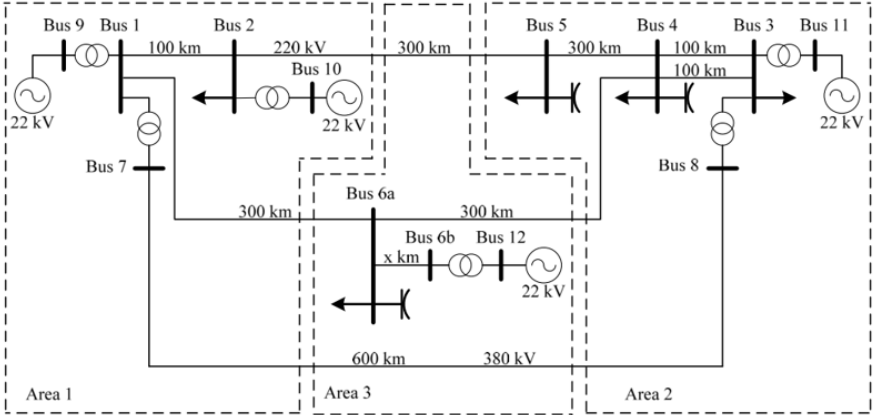 Bus 9 Bus 1 Bus 2 Bus 5 Bus 4 Bus 3 Bus 11
100 km 220 kV 300 km 300 km 100 km
Bus 10 100 km
22 kV 22 kV 22 kV
Bus 7 Bus 8
Bus 6a
300 km 300 km
Bus 6b Bus 12
x km
22 kV
600 km 380 kV
Area 1 Area 3 Area 2